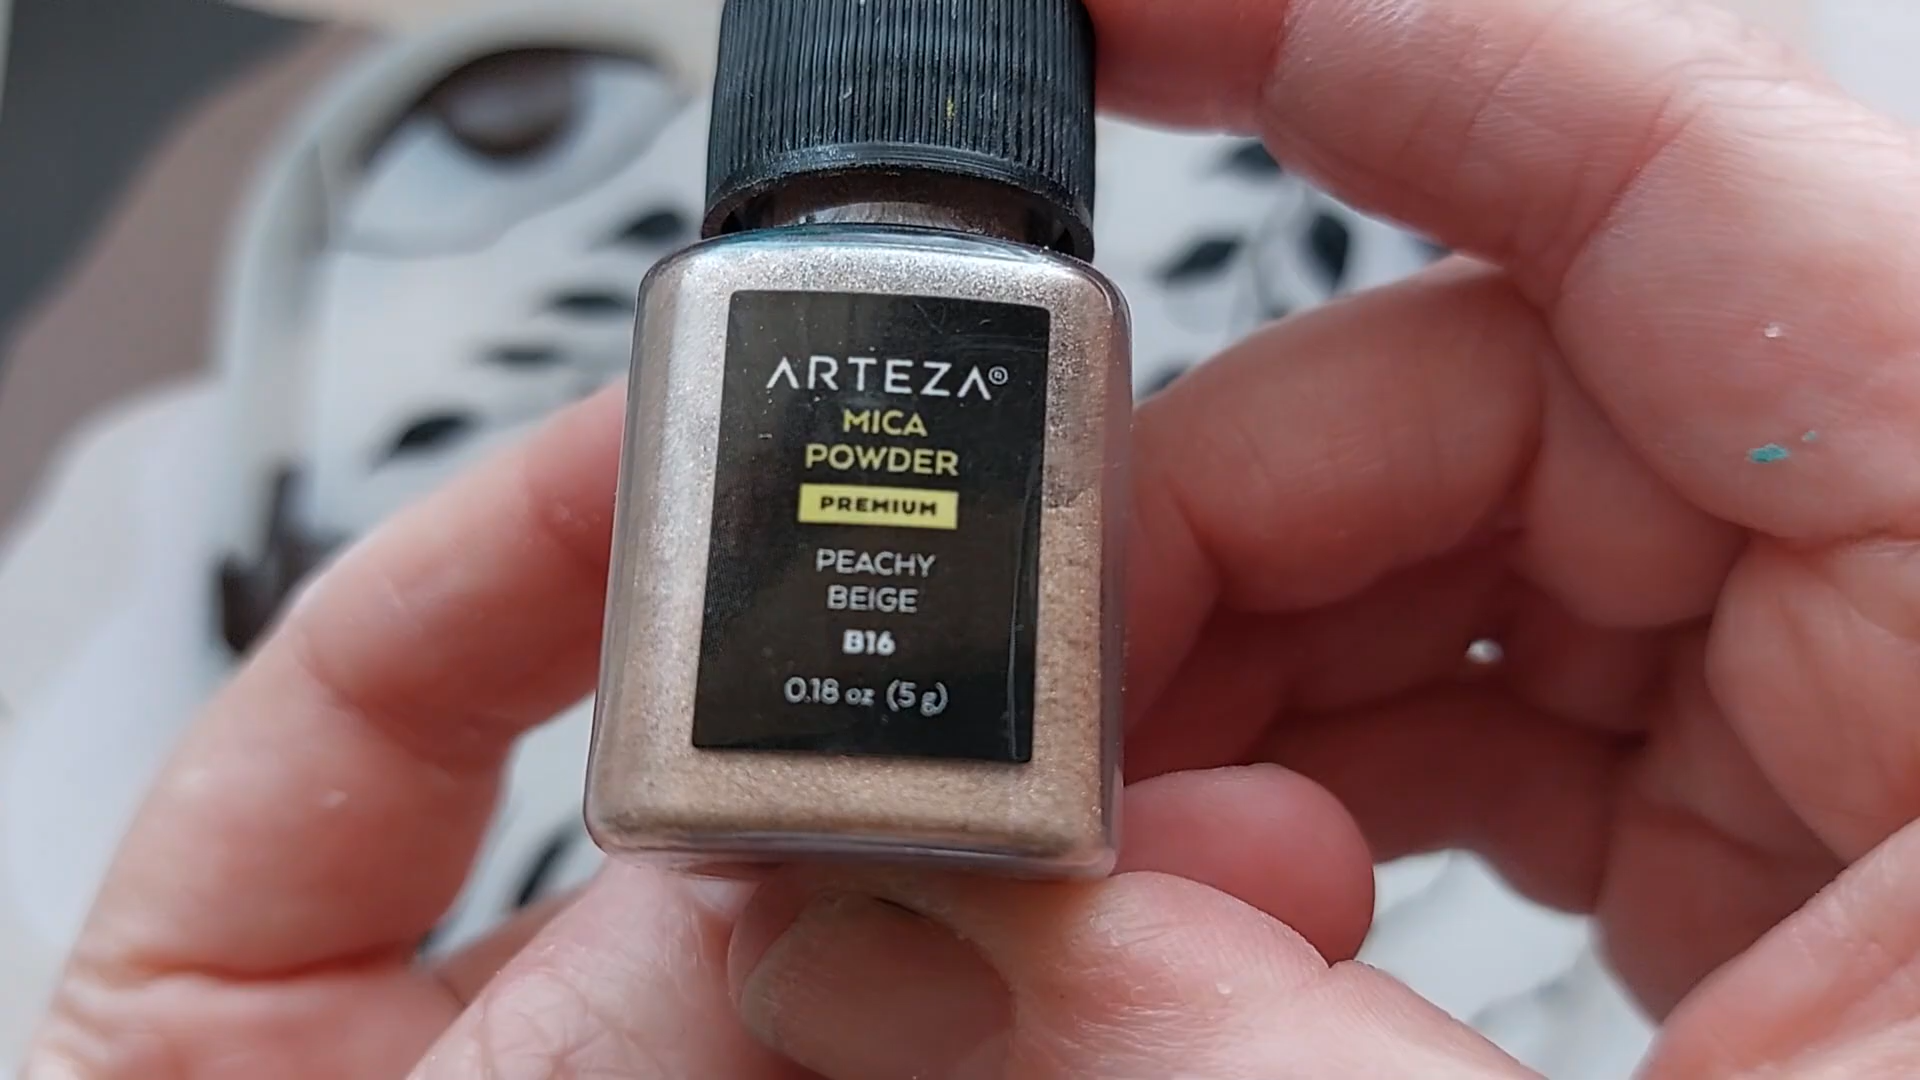 ARTEZA®
MICA
POWDER
PREMIUM
PEACHY
BEIGE
B16
0.18 oz (5 g)